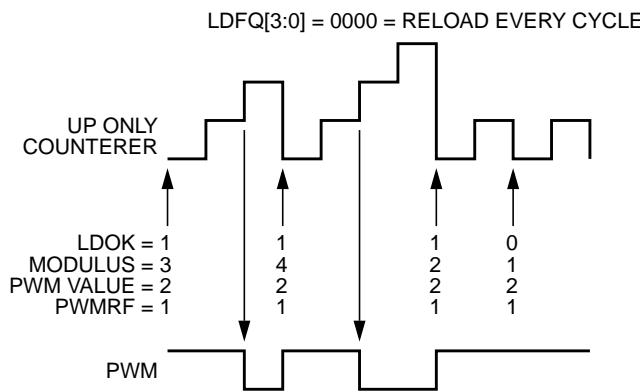 LDFQ[3:0] = 0000 = RELOAD EVERY CYCLE
UP ONLY
COUNTERER
LDOK = 1 1 1 0
MODULUS = 3 4 2 1
PWM VALUE = 2 2 2 2
PWMRF = 1 1 1 1
PWM